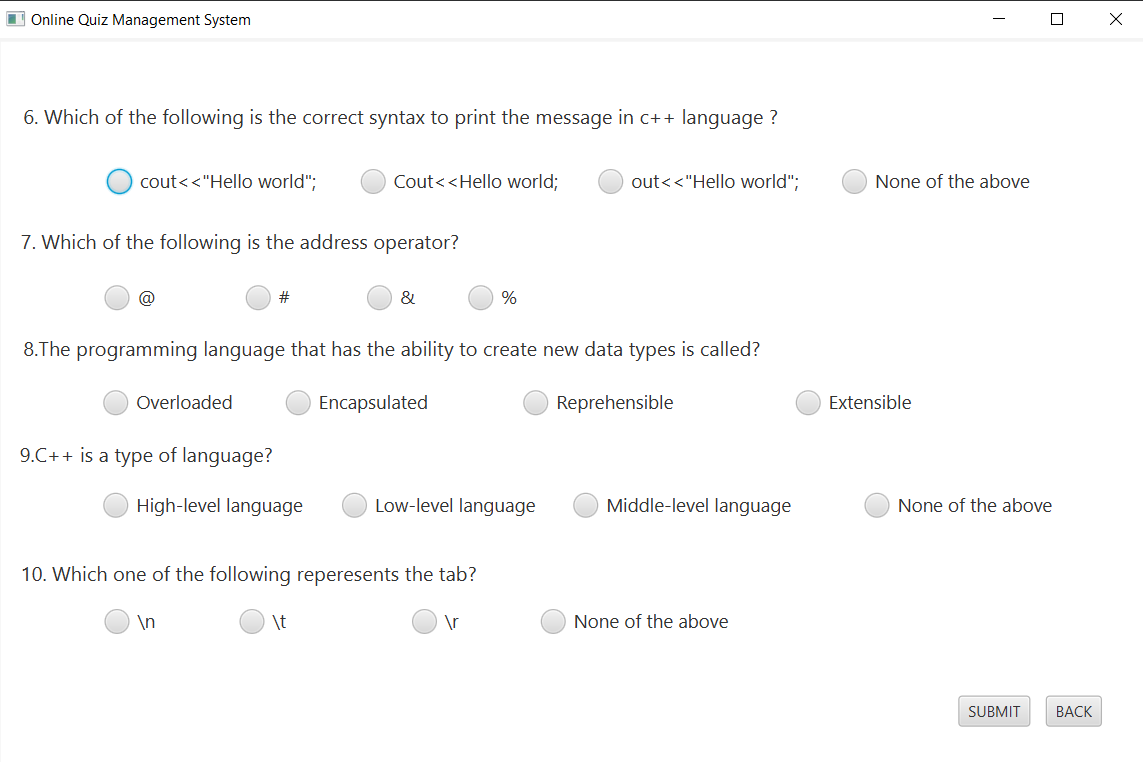 Online Quiz Management System
6. Which of the following is the correct syntax to print the message in c++ language ?
cout<<"Hello world"; Cout<<Hello world; out<<"Hello world"; None of the above
7. Which of the following is the address operator?
@ # & %
8.The programming language that has the ability to create new data types is called?
Overloaded Encapsulated Reprehensible Extensible
9.C++ is a type of language?
High-level language Low-level language Middle-level language None of the above
10. Which one of the following reperesents the tab?
\n \t \r None of the above
SUBMIT BACK